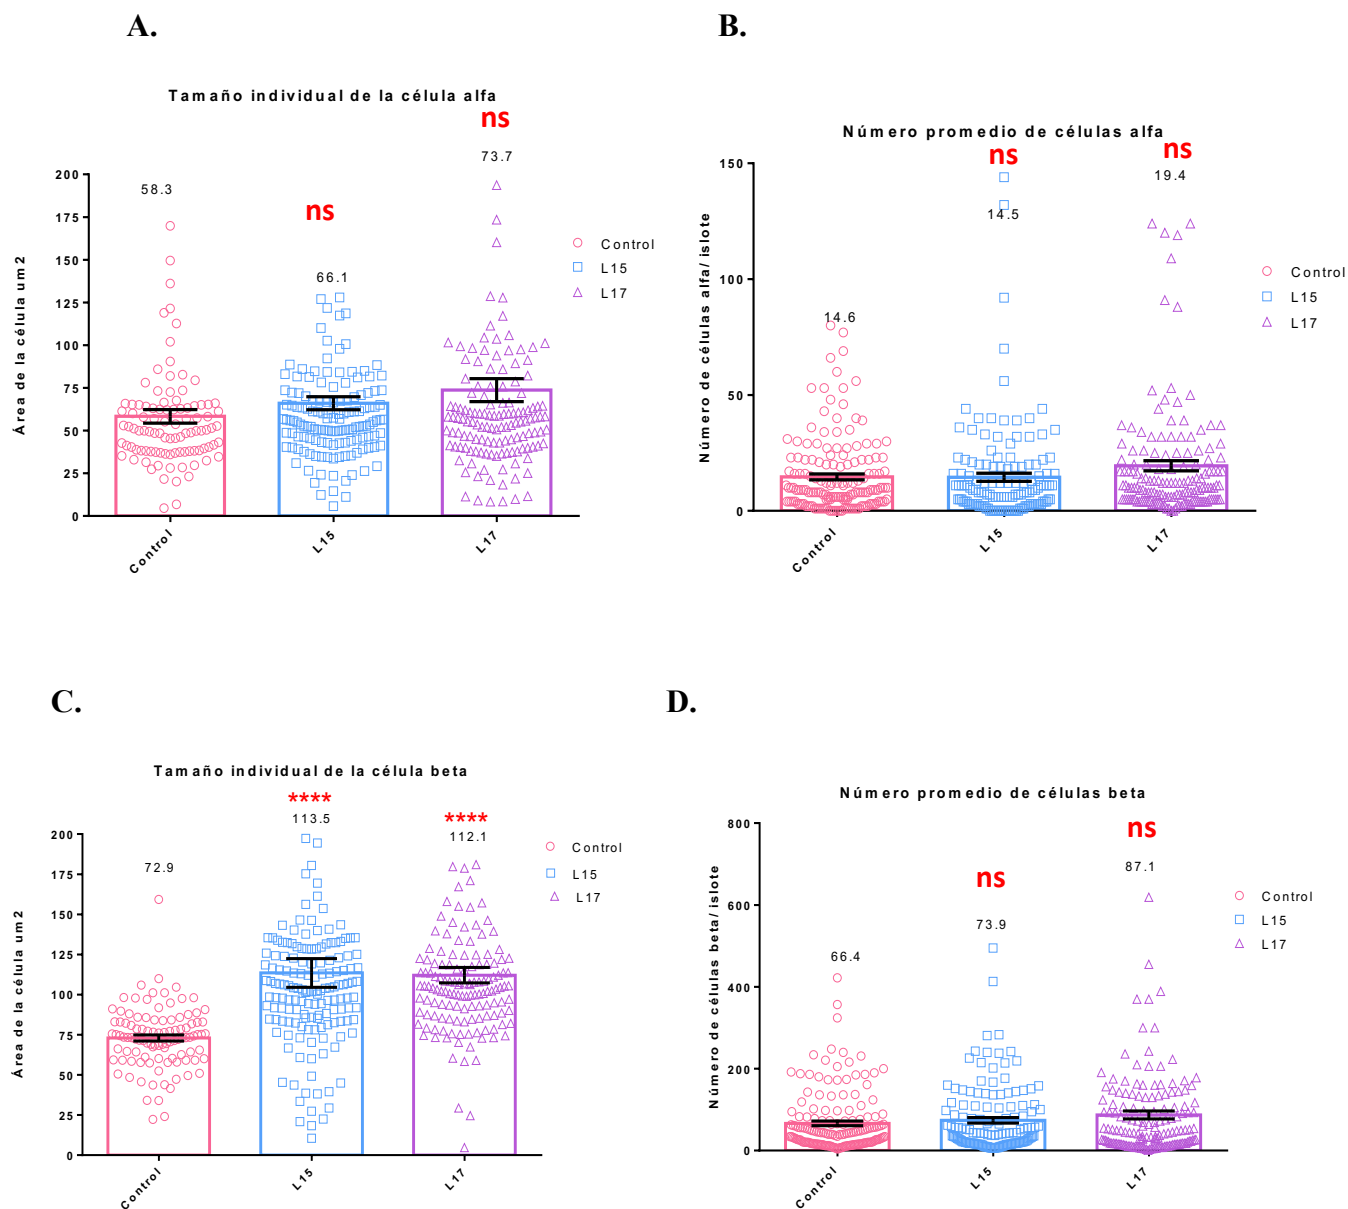 A.
Tamaño individual de la célula alfa
ns
73.7
58.3
ns
66.1
Área de la célula um2
200
175
150
125
100
75
50
25
0
Control
L15
L17
Control
L15
L17
B.
Número promedio de células alfa
ns
ns
19.4
14.5
14.6
Número de células alfa/islote
150
100
50
0
Control
L15
L17
Control
L15
L17
C.
Tamaño individual de la célula beta
****
113.5
****
112.1
72.9
Área de la célula um2
200
175
150
125
100
75
50
25
0
Control
L15
L17
Control
L15
L17
D.
Número promedio de células beta
ns
87.1
ns
73.9
66.4
Número de células beta/islote
800
600
400
200
0
Control
L15
L17
Control
L15
L17